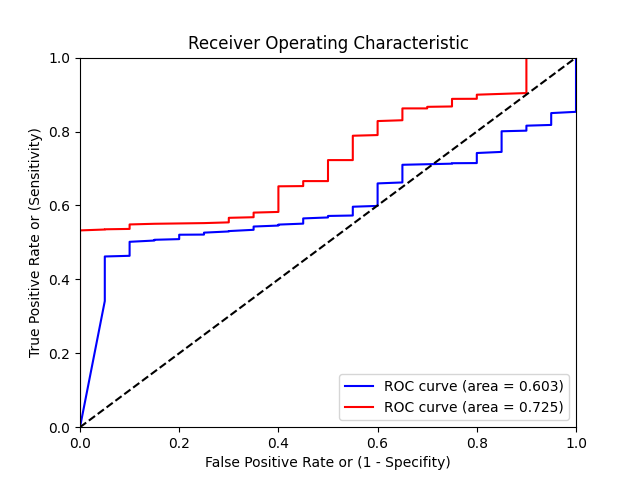 Receiver Operating Characteristic
1.0
0.8
0.6
0.4
0.2
0.0
True Positive Rate or (Sensitivity)
ROC curve (area = 0.603)
ROC curve (area = 0.725)
0.0 0.2 0.4 0.6 0.8 1.0
False Positive Rate or (1 - Specifity)